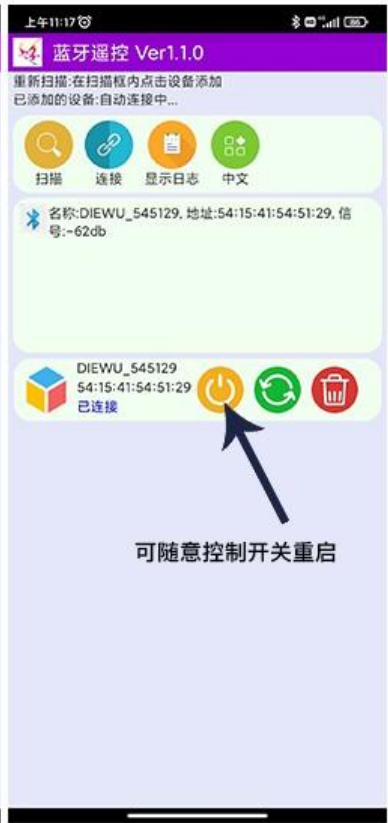 上午11:17
蓝牙遥控 Ver1.1.0
重新扫描:在扫描框内点击设备添加
已添加的设备:自动连接中...
扫描 连接 显示日志 中文
名称:DIEWU_545129, 地址:54:15:41:54:51:29, 信
号:-62db
DIEWU_545129
54:15:41:54:51:29
已连接
可随意控制开关重启